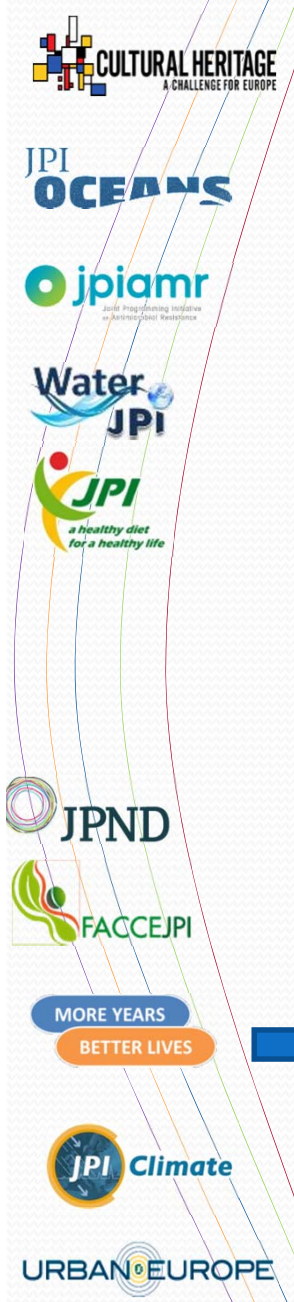 CULTURAL HERITAGE
A CHALLENGE FOR EUROPE
JPI
OCEANS
jpiamr
Joint Programming Initiative
on Antimicrobial Resistance
Water
JPI
JPI
a healthy diet
for a healthy life
JPND
FACCEJPI
MORE YEARS
BETTER LIVES
JPI Climate
URBAN EUROPE